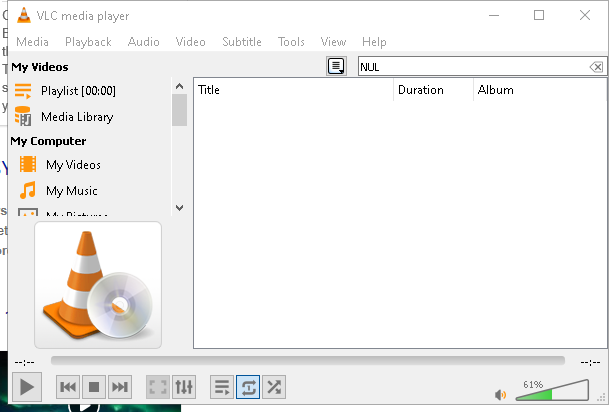 VLC media player
Media Playback Audio Video Subtitle Tools View Help
My Videos
NUL
Playlist [00:00]
Title Duration Album
Media Library
My Computer
My Videos
My Music
My Pictures
--:-- --:--
61%